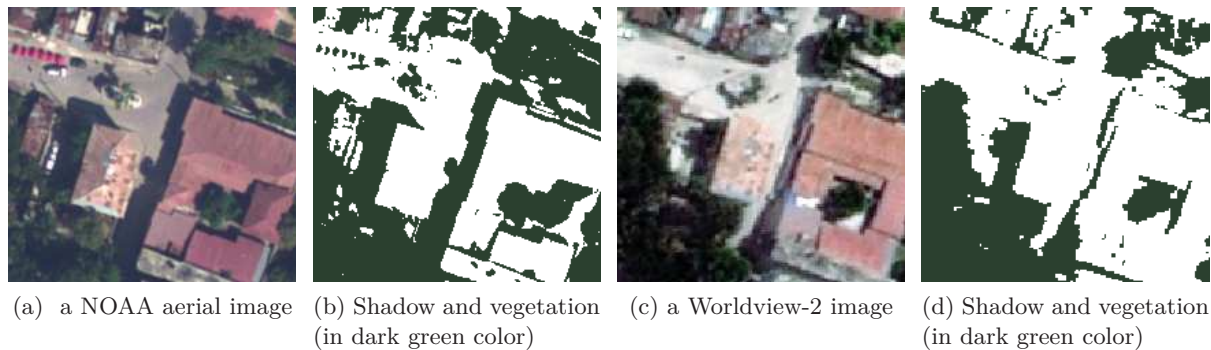 (a) a NOAA aerial image
(b) Shadow and vegetation
(in dark green color)
(c) a Worldview-2 image
(d) Shadow and vegetation
(in dark green color)